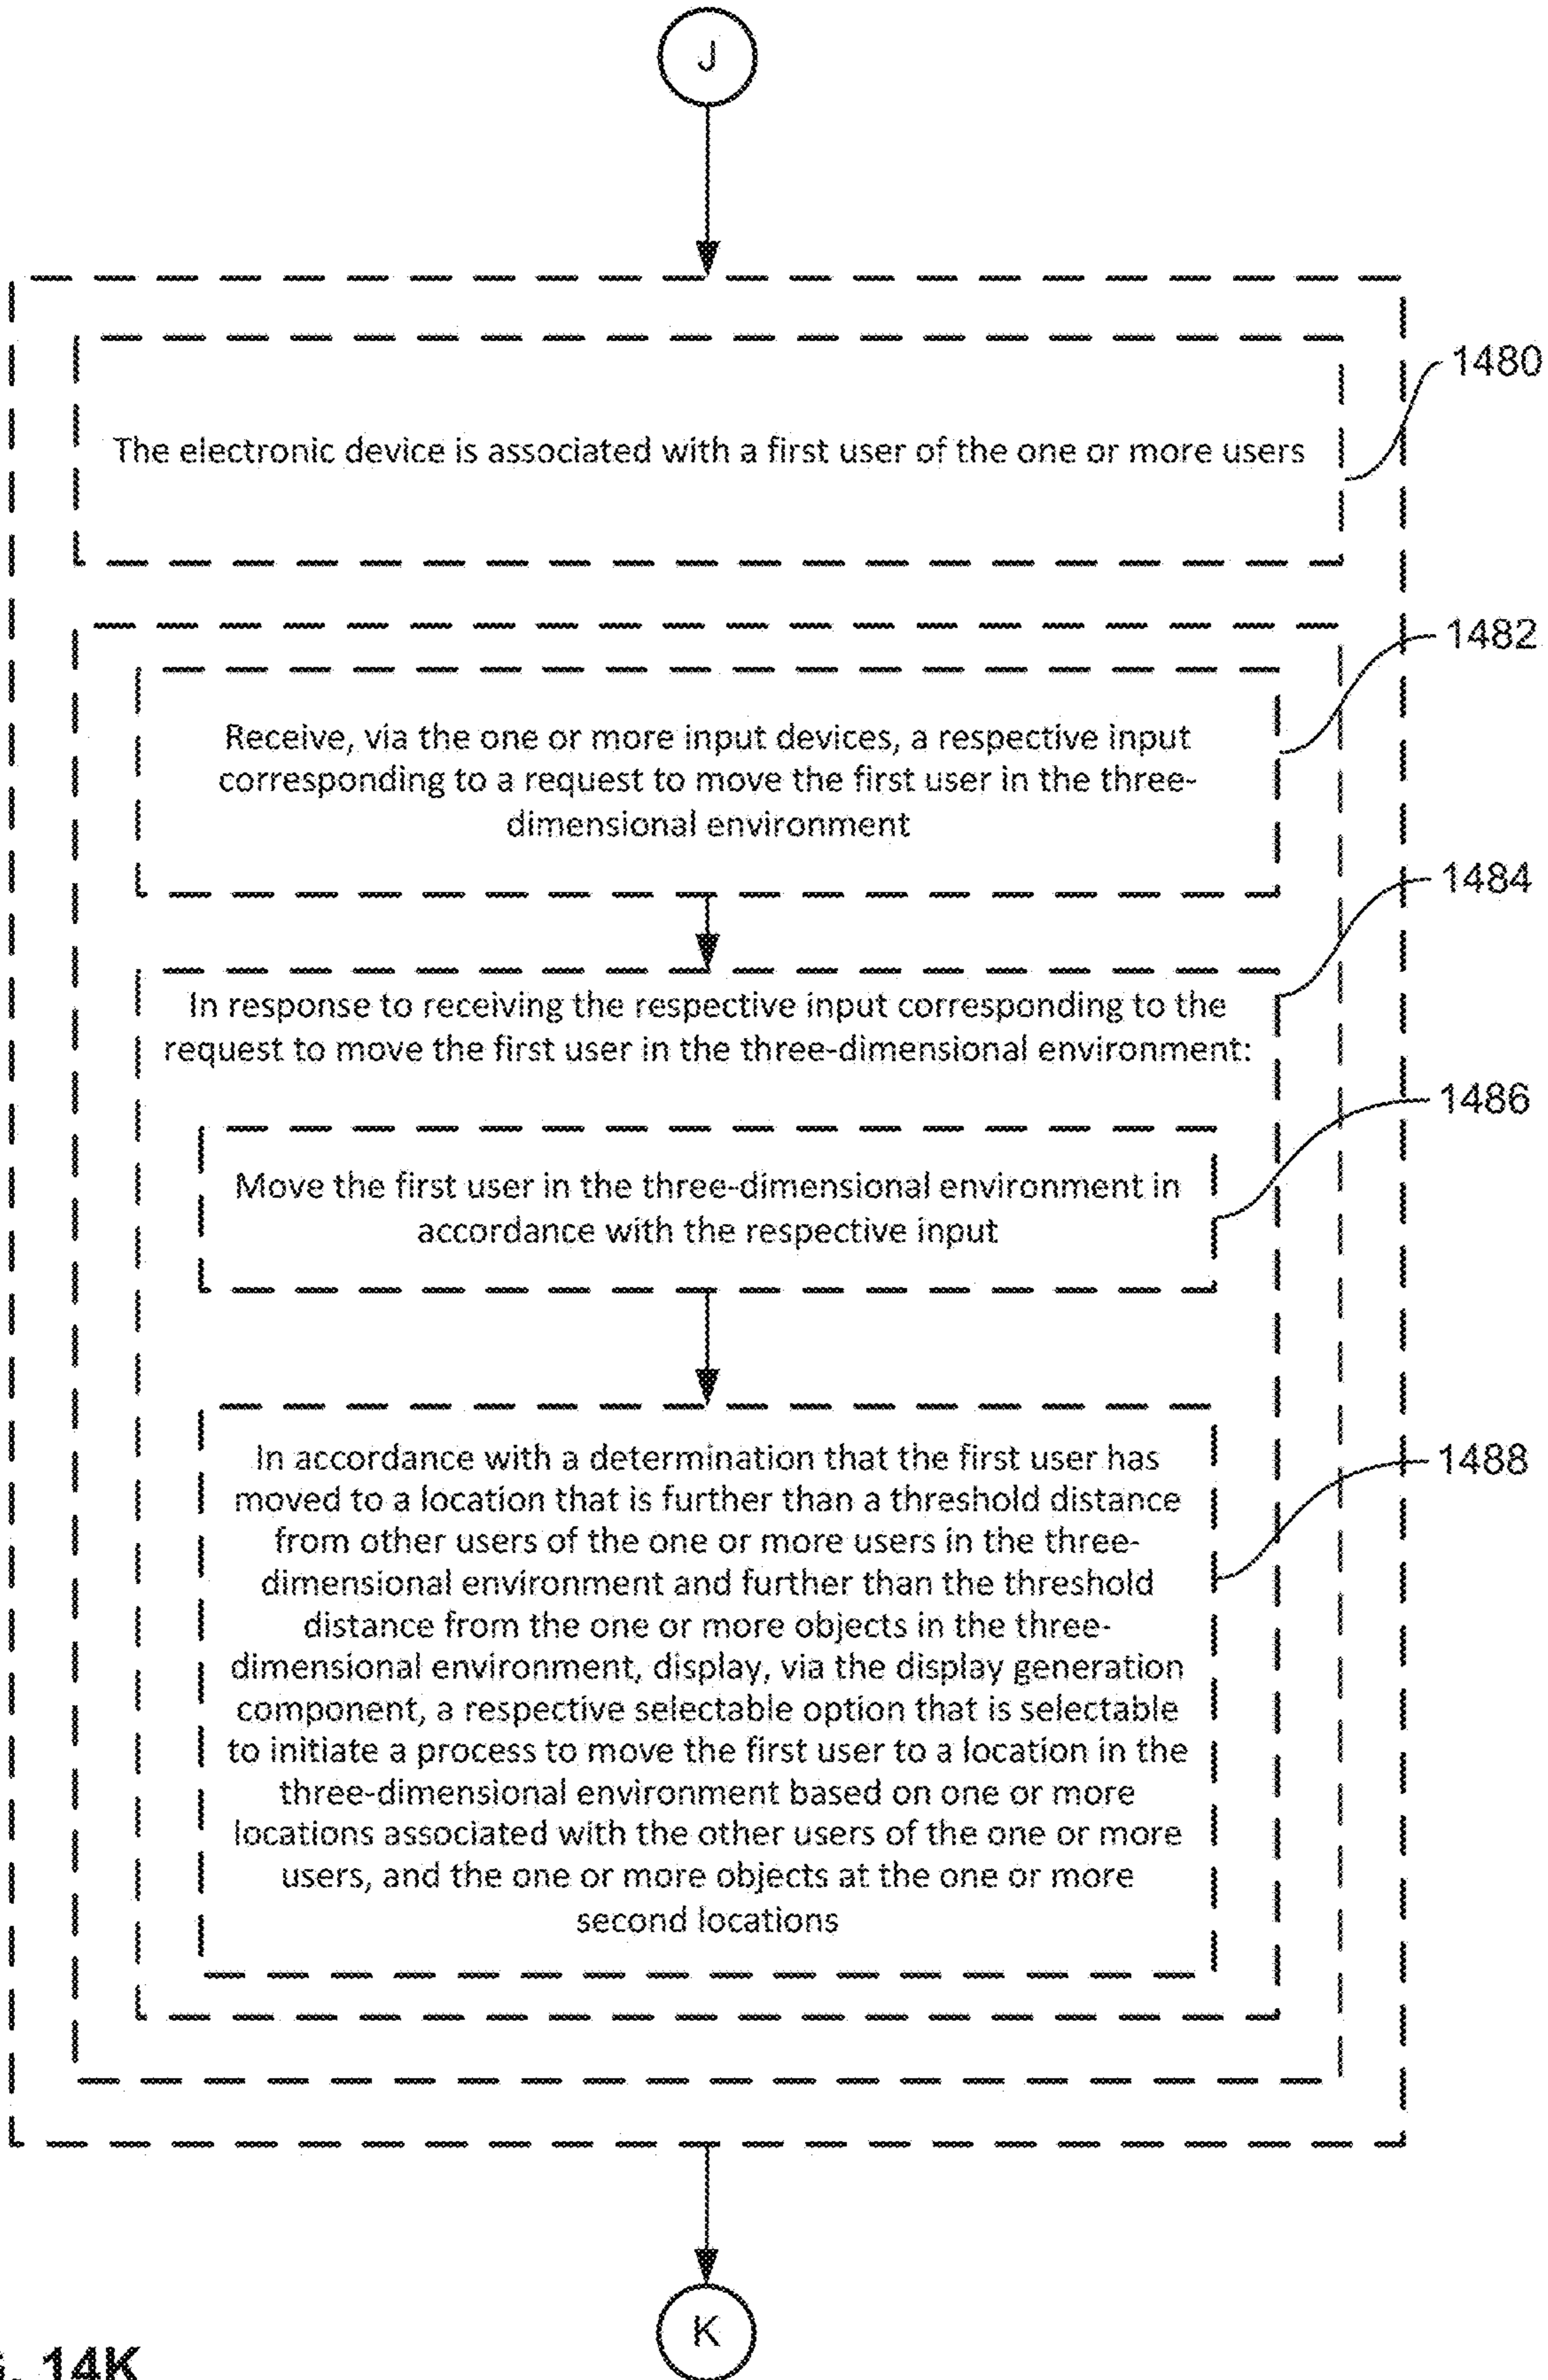 J
1480
The electronic device is associated with a first user of the one or more users
1482
Receive, via the one or more input devices, a respective input
corresponding to a request to move the first user in the three-
dimensional environment
1484
In response to receiving the respective input corresponding to the
request to move the first user in the three-dimensional environment:
1486
Move the first user in the three-dimensional environment in
accordance with the respective input
1488
In accordance with a determination that the first user has
moved to a location that is further than a threshold distance
from other users of the one or more users in the three-
dimensional environment and further than the threshold
distance from the one or more objects in the three-
dimensional environment, display, via the display generation
component, a respective selectable option that is selectable
to initiate a process to move the first user to a location in the
three-dimensional environment based on one or more
locations associated with the other users of the one or more
users, and the one or more objects at the one or more
second locations
K
14K